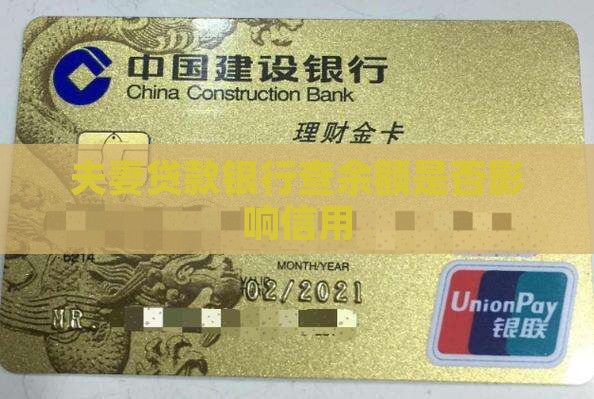 中国建设银行
China Construction Bank
理财金卡
夫妻贷款银行查余额是否影
响信用
6214
MONTH/YEAR
02/2021
MR.
UnionPay
银联